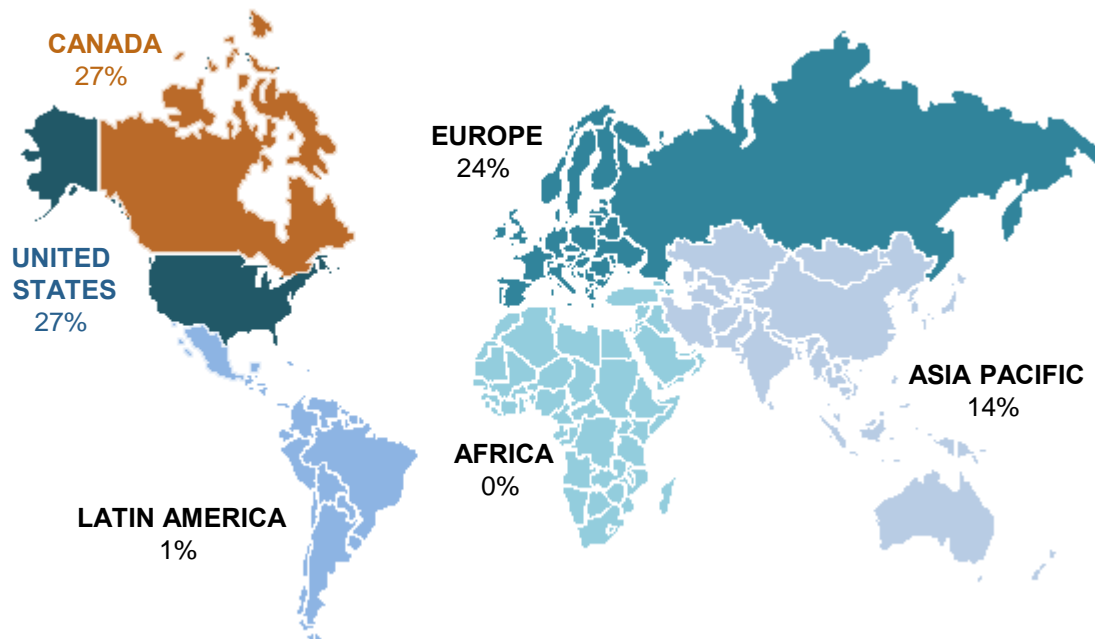 CANADA
27%
EUROPE
24%
UNITED
STATES
27%
ASIA PACIFIC
14%
AFRICA
0%
LATIN AMERICA
1%